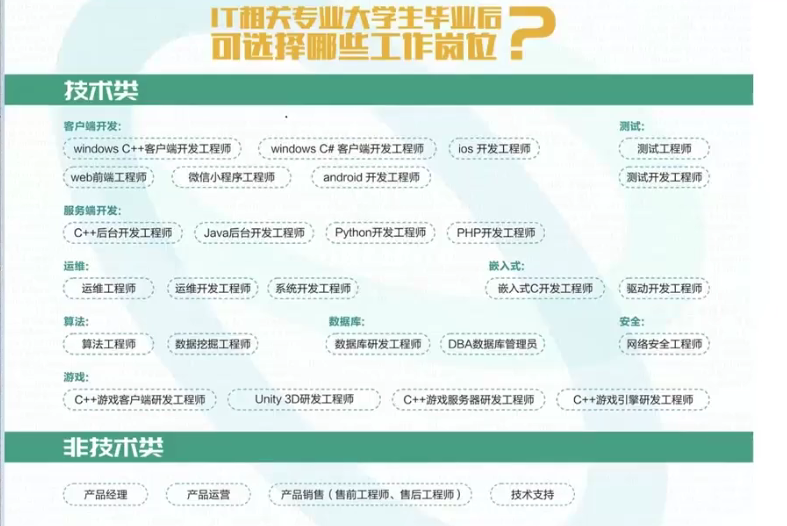 IT相关专业大学生毕业后
可选择哪些工作岗位?
技术类
客户端开发: 测试:
windows C++客户端开发工程师 windows C# 客户端开发工程师 ios 开发工程师 测试工程师
web前端工程师 微信小程序工程师 android 开发工程师 测试开发工程师
服务端开发:
C++后台开发工程师 Java后台开发工程师 Python开发工程师 PHP开发工程师
运维: 嵌入式:
运维工程师 运维开发工程师 系统开发工程师 嵌入式C开发工程师 驱动开发工程师
算法: 数据库: 安全:
算法工程师 数据挖掘工程师 数据库研发工程师 DBA数据库管理员 网络安全工程师
游戏:
C++游戏客户端研发工程师 Unity 3D研发工程师 C++游戏服务器研发工程师 C++游戏引擎研发工程师
非技术类
产品经理 产品运营 产品销售（售前工程师、售后工程师） 技术支持